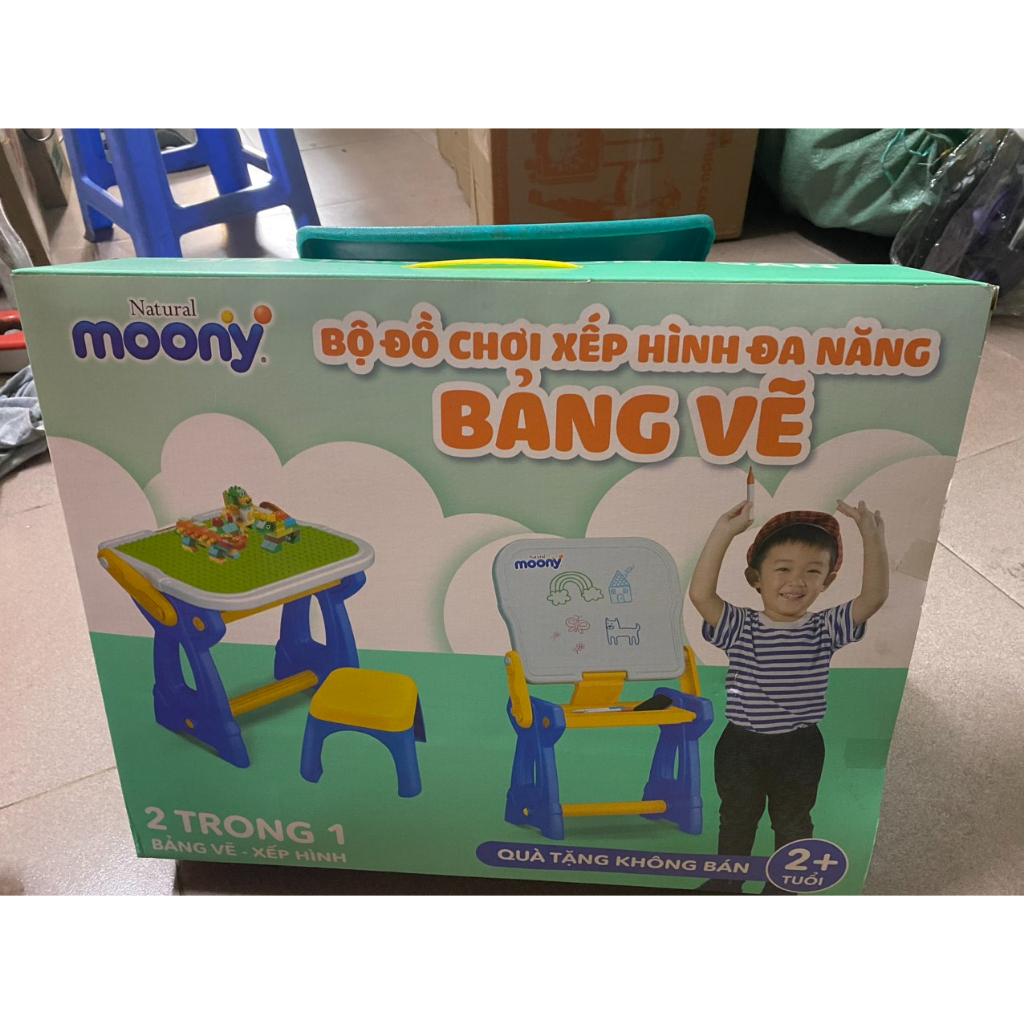 Natural
moony
BỘ ĐỒ CHƠI XẾP HÌNH ĐA NĂNG
BẢNG VẼ
Natural
moony
2 TRONG 1
BẢNG VẼ - XẾP HÌNH
QUÀ TẶNG KHÔNG BÁN
2+
TUỔI